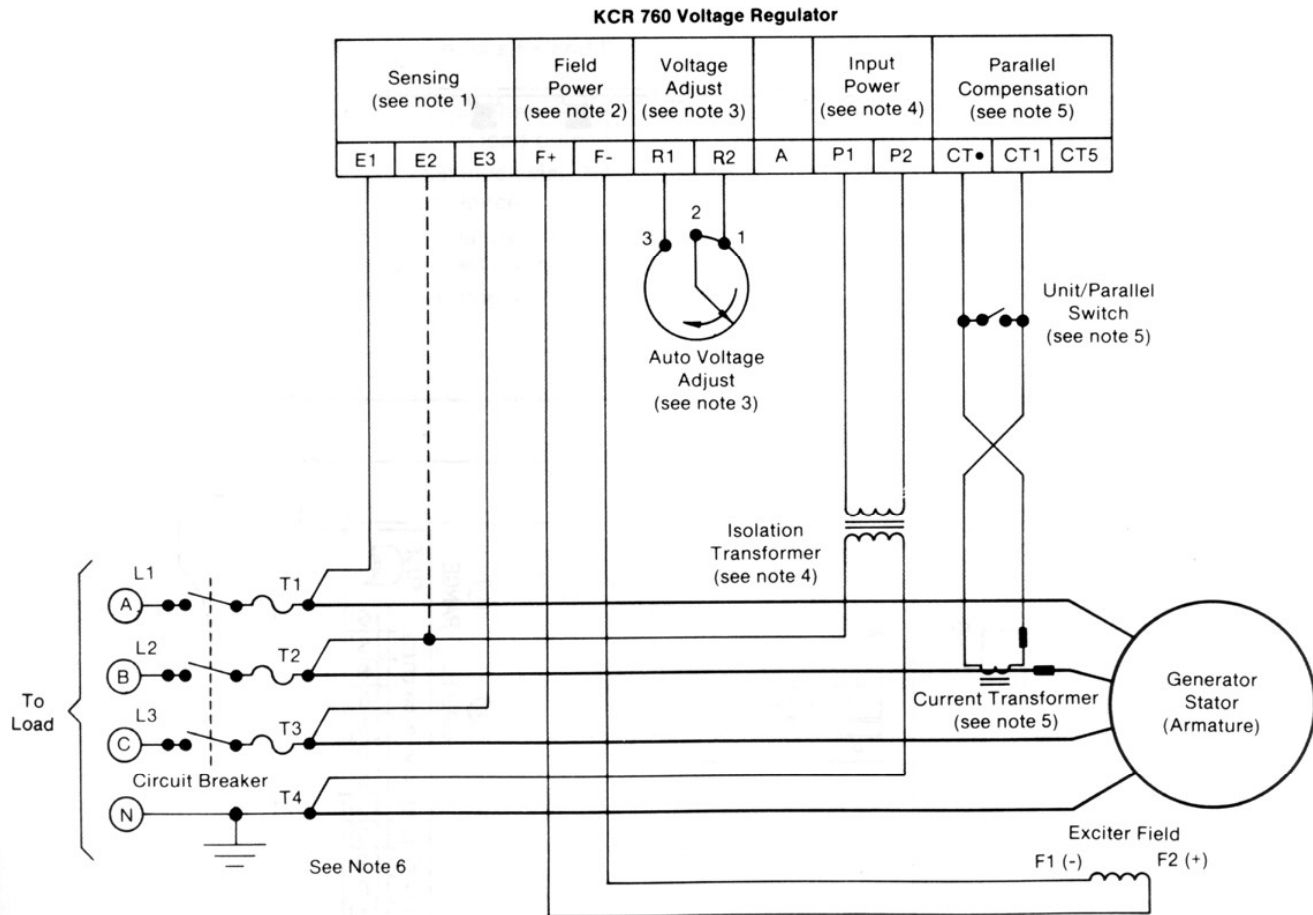 KCR 760 Voltage Regulator
Sensing
(see note 1)
Field
Power
(see note 2)
Voltage
Adjust
(see note 3)
Input
Power
(see note 4)
Parallel
Compensation
(see note 5)
E1
E2
E3
F+
F-
R1
R2
A
P1
P2
CT•
CT1
CT5
3
2
1
Auto Voltage
Adjust
(see note 3)
Unit/Parallel
Switch
(see note 5)
Isolation
Transformer
(see note 4)
To
Load
L1
A
T1
L2
B
T2
L3
C
T3
Circuit Breaker
N
T4
See Note 6
Current Transformer
(see note 5)
Generator
Stator
(Armature)
Exciter Field
F1 (-)
F2 (+)